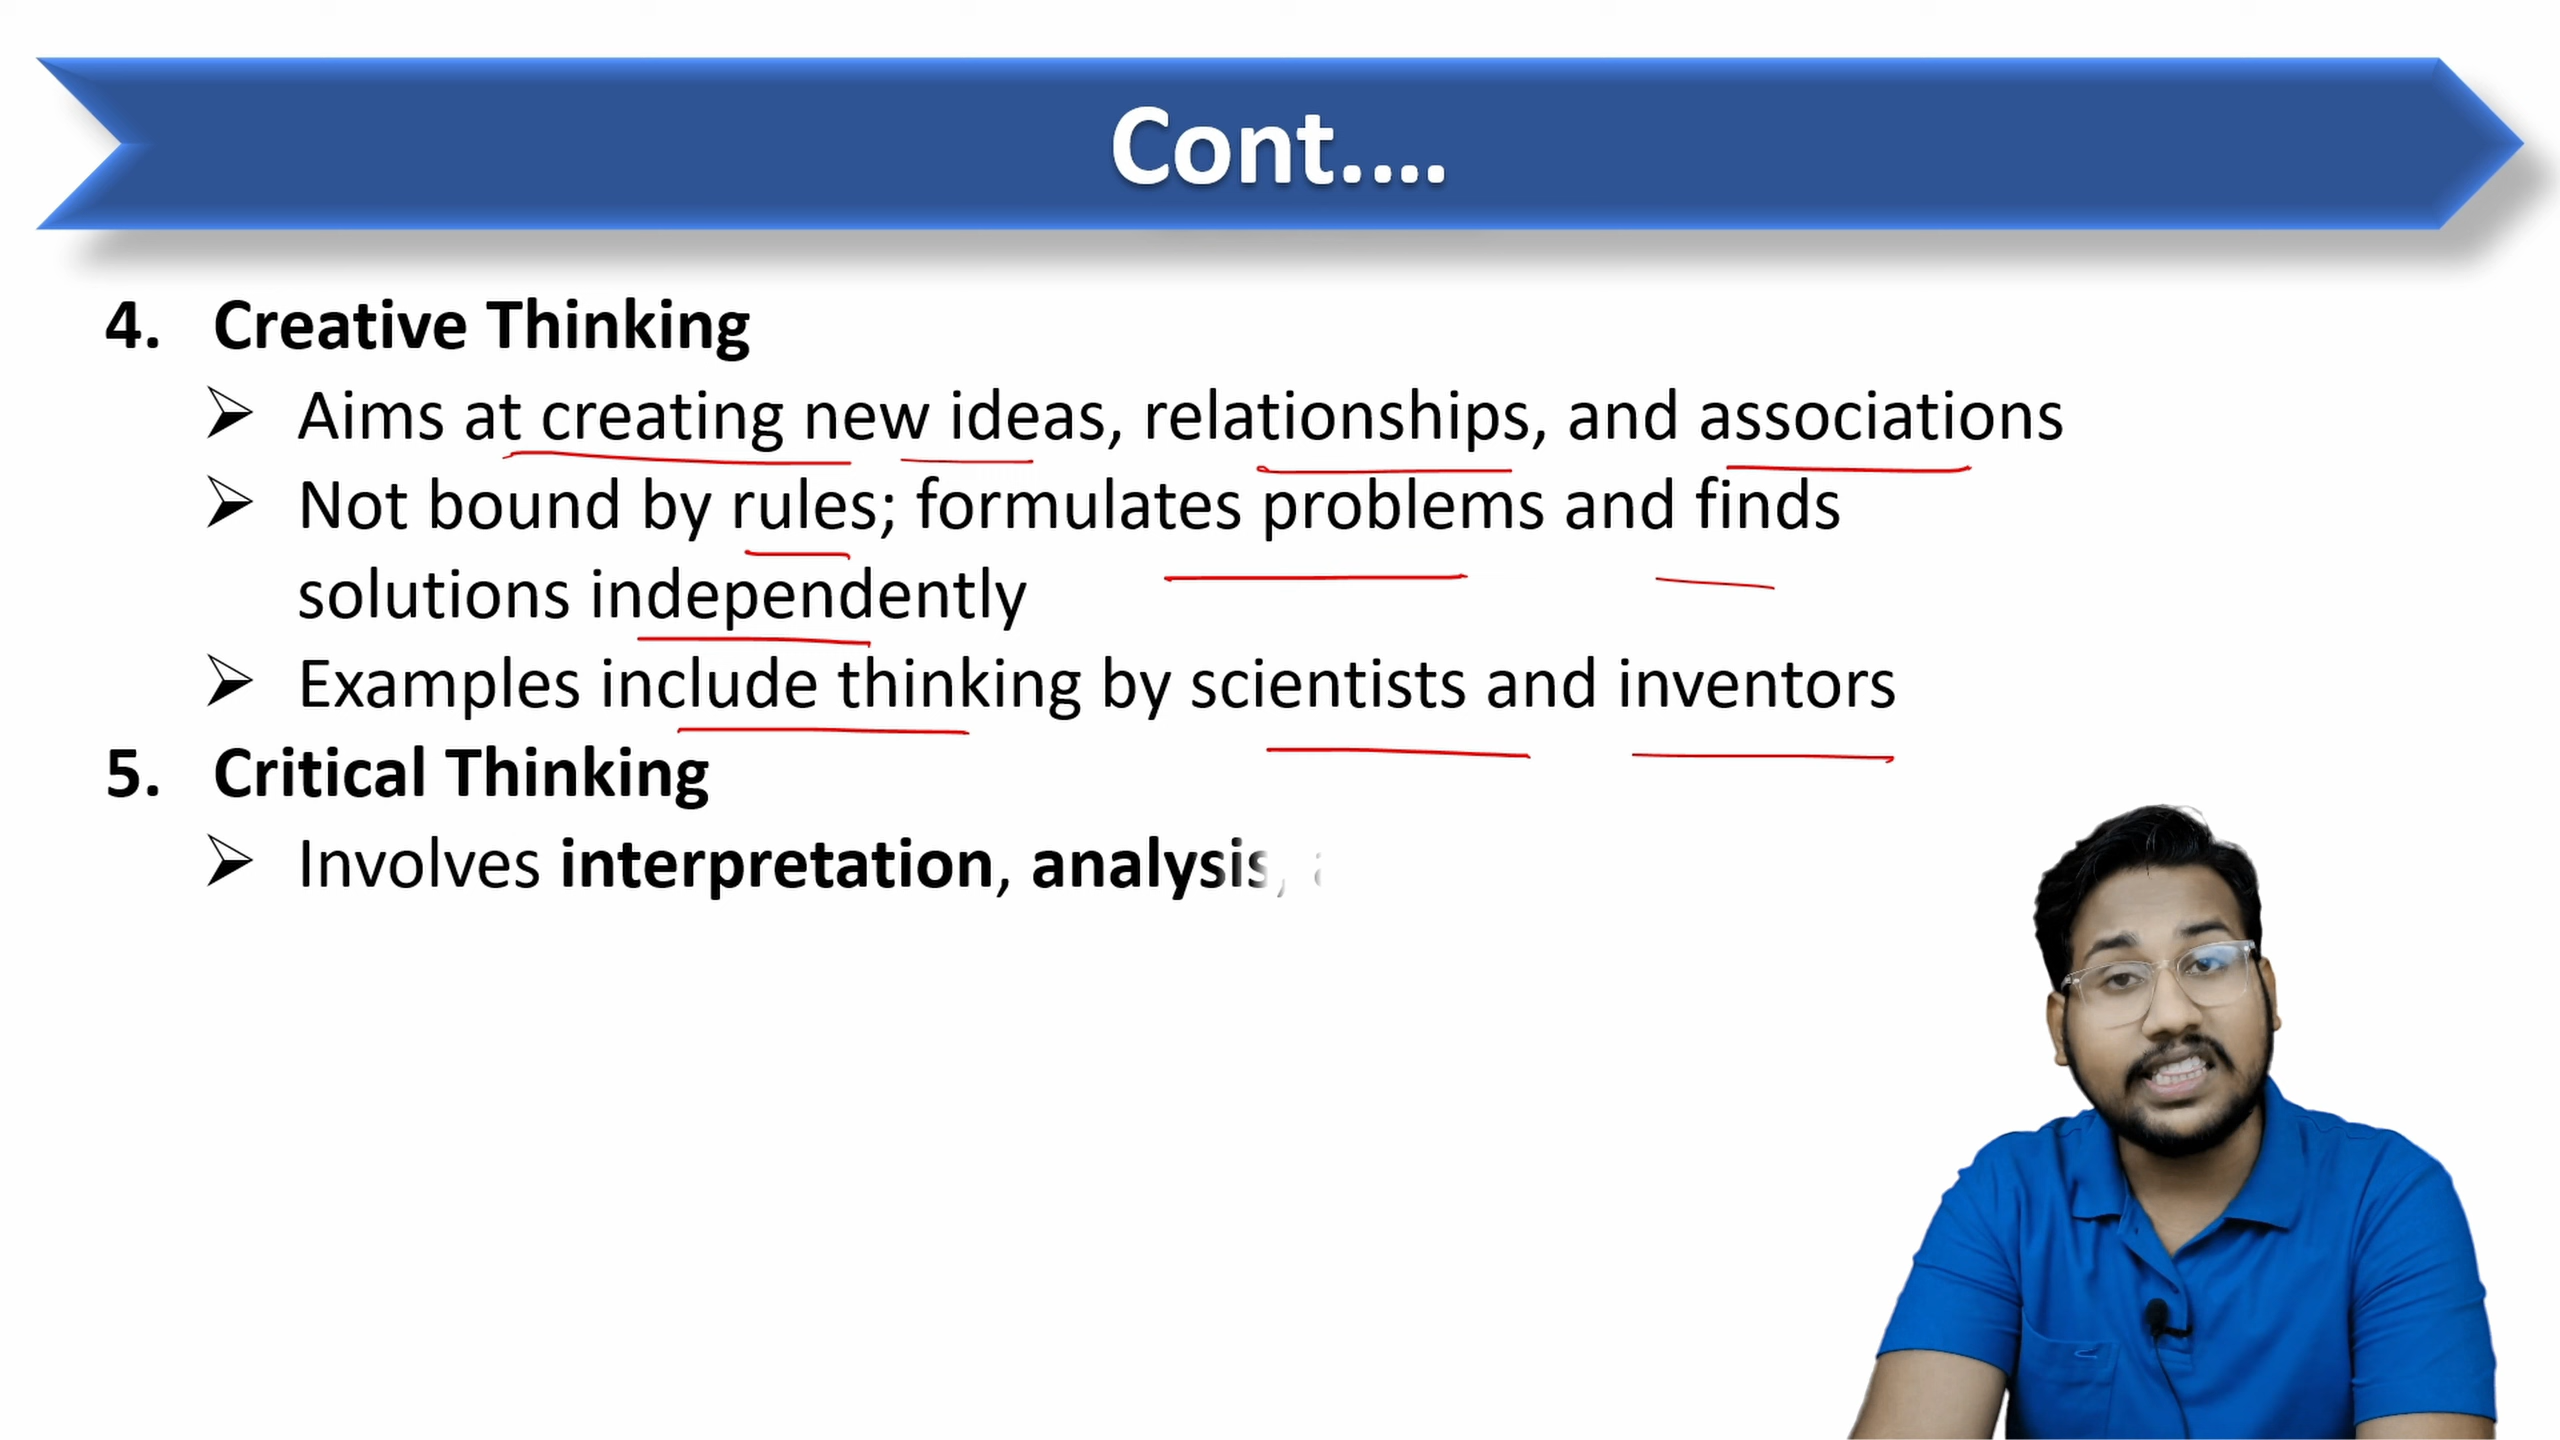 Cont....
4. Creative Thinking
➢ Aims at creating new ideas, relationships, and associations
➢ Not bound by rules; formulates problems and finds
solutions independently
➢ Examples include thinking by scientists and inventors
5. Critical Thinking
➢ Involves interpretation, analysis,